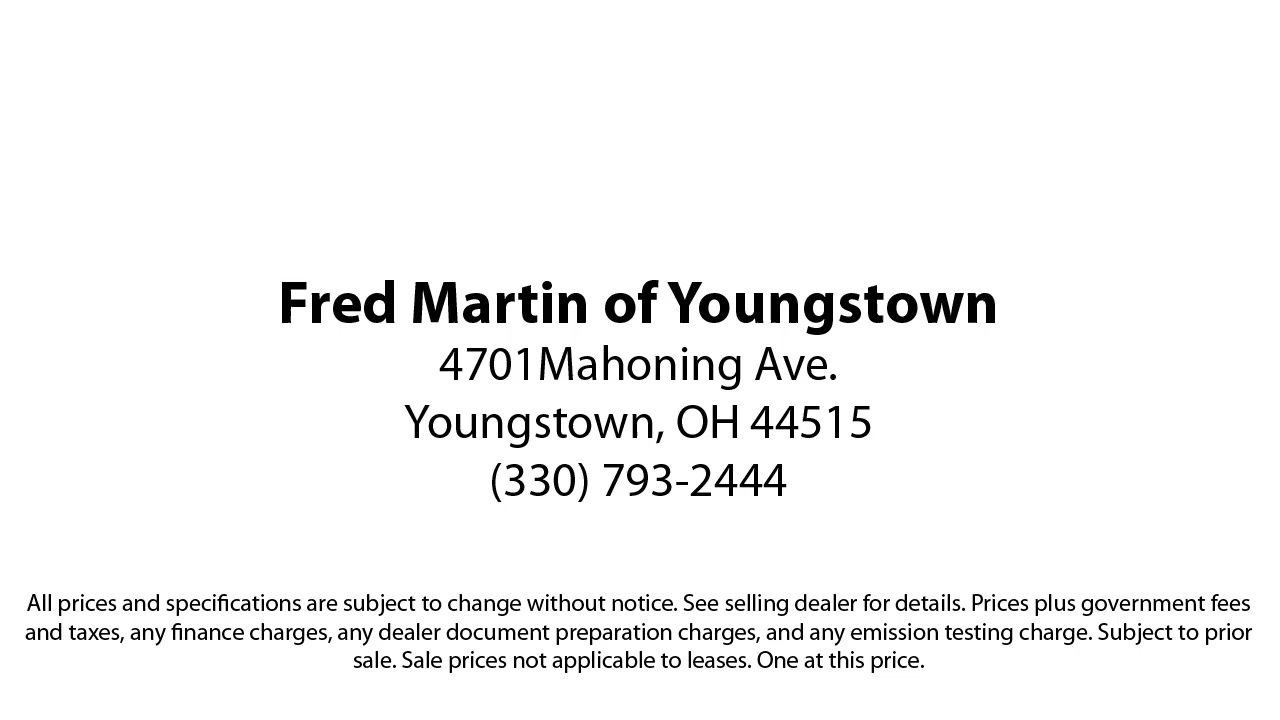 Fred Martin of Youngstown
4701Mahoning Ave.
Youngstown, OH 44515
(330) 793-2444
All prices and specifications are subject to change without notice. See selling dealer for details. Prices plus government fees
and taxes, any finance charges, any dealer document preparation charges, and any emission testing charge. Subject to prior
sale. Sale prices not applicable to leases. One at this price.